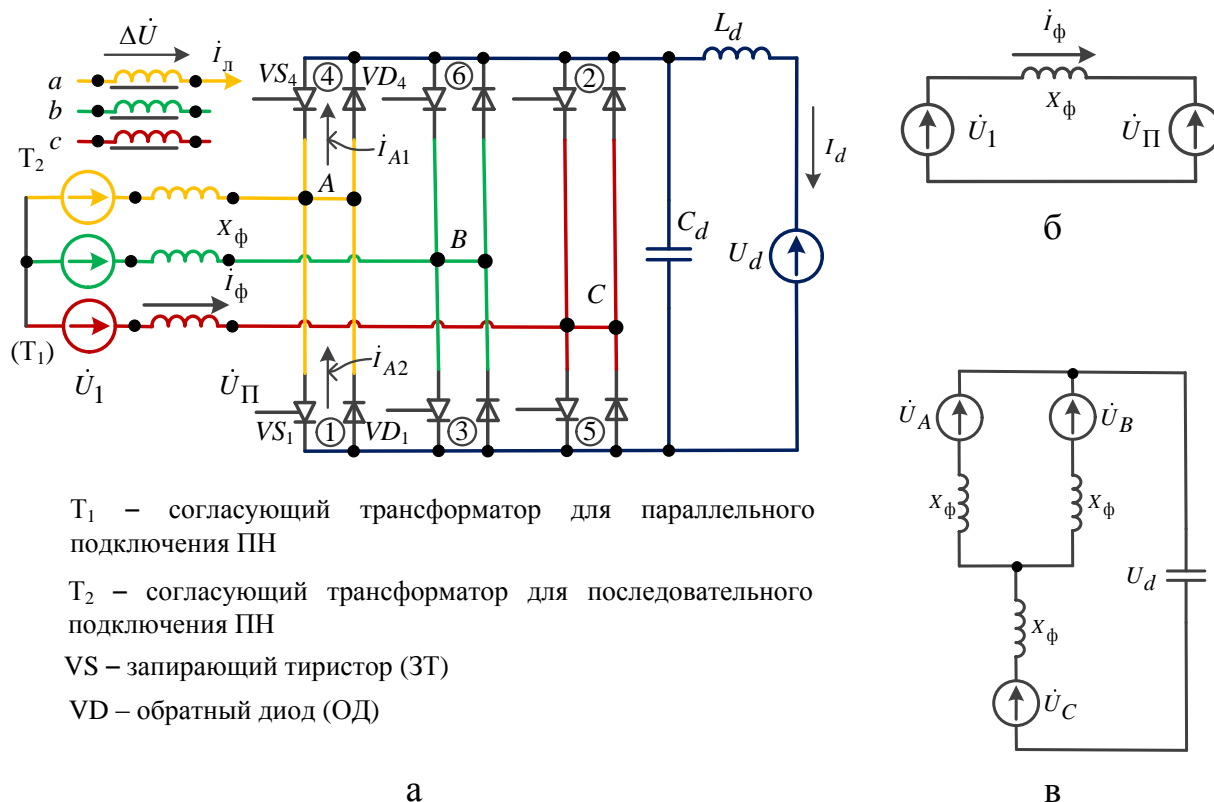 ΔU̇
a
b
c
İл
T₂
VS₄
④
VD₄
⑥
②
İA1
A
Xф
B
İф
C
(T₁)
U̇₁
U̇П
İA2
VS₁
①
VD₁
③
⑤
Ld
Id
Cd
Ud
İф
Xф
U̇₁
U̇П
б
U̇A
U̇B
Xф
Xф
Ud
Xф
U̇C
в
T₁ – согласующий трансформатор для параллельного
подключения ПН
T₂ – согласующий трансформатор для последовательного
подключения ПН
VS – запирающий тиристор (ЗТ)
VD – обратный диод (ОД)
а